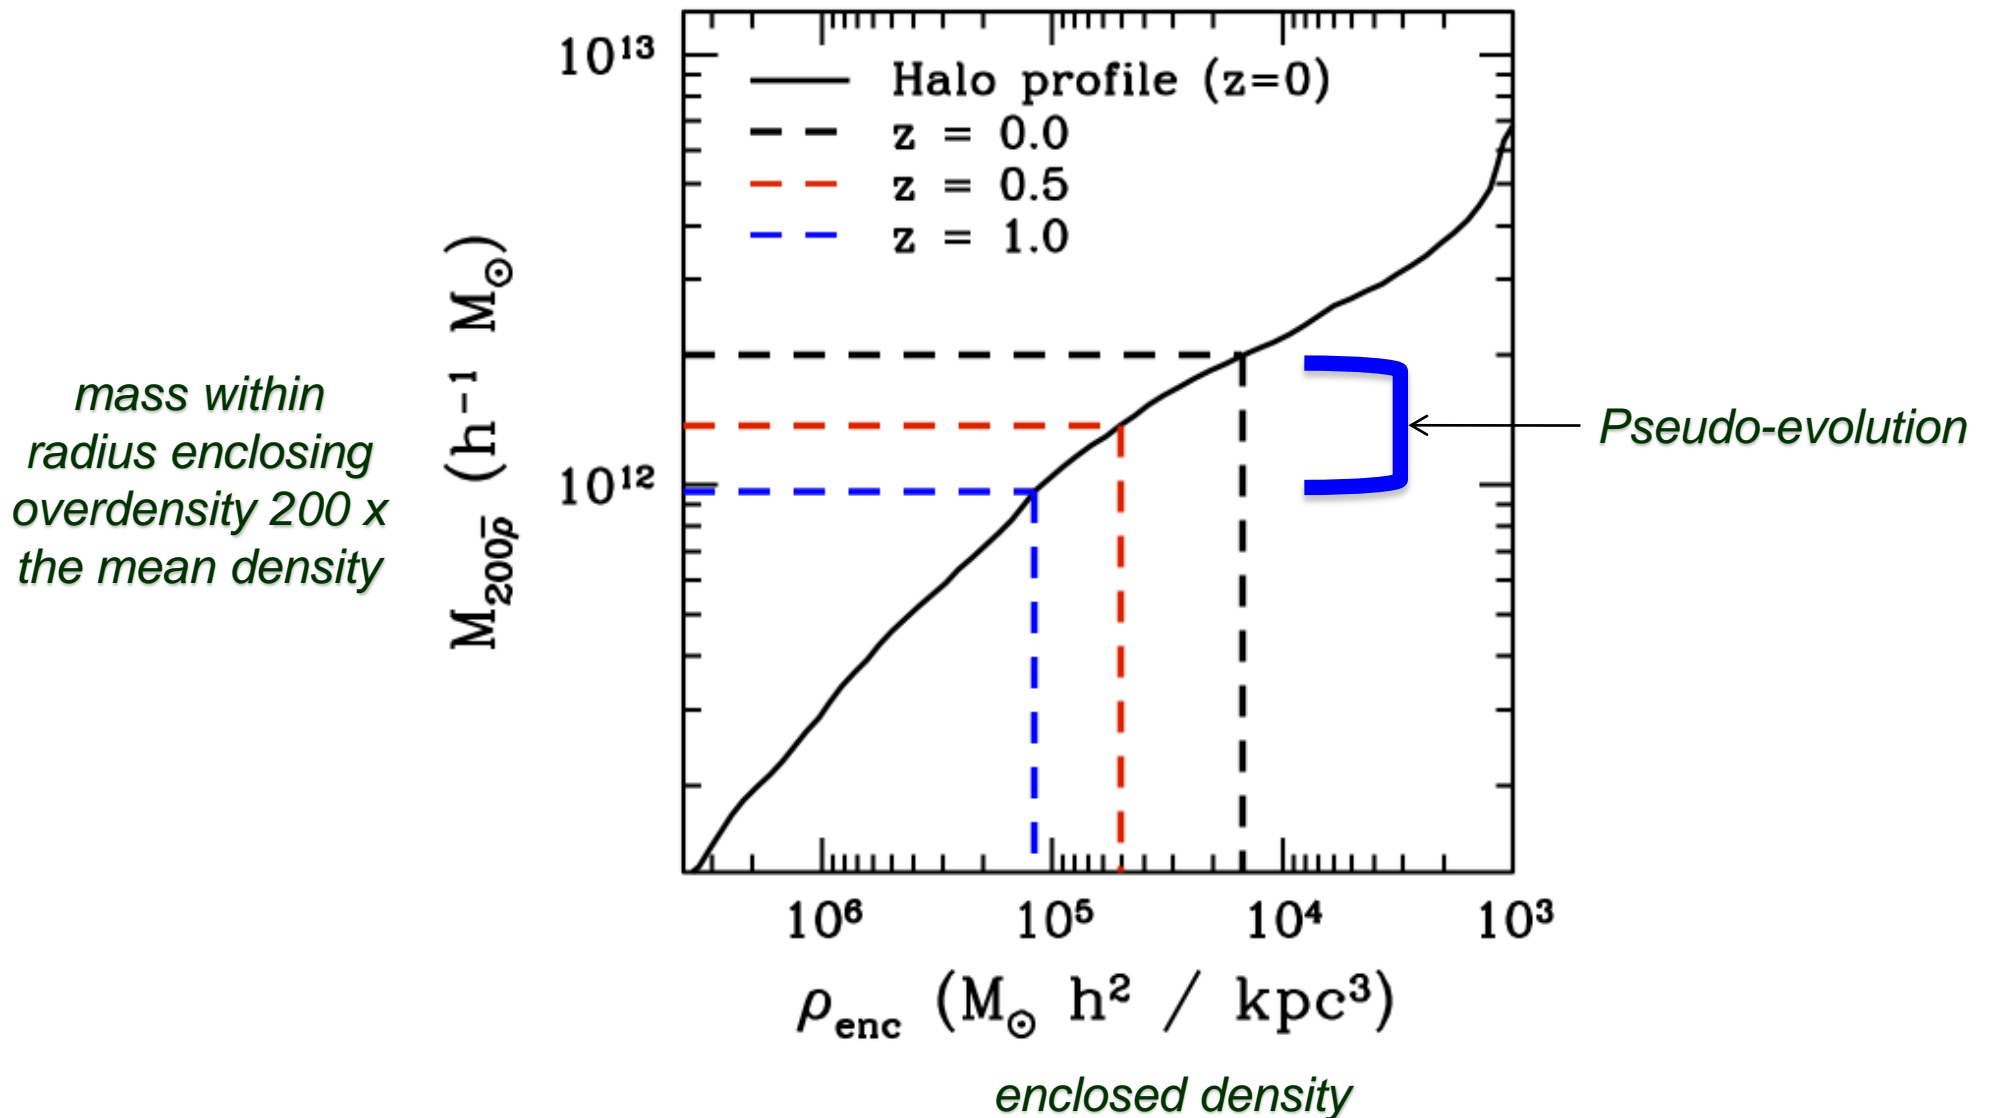 10¹³
Halo profile (z=0)
z = 0.0
z = 0.5
z = 1.0
M₂₀₀ρ̅ (h⁻¹ M☉)
mass within
radius enclosing
overdensity 200 x
the mean density
Pseudo-evolution
10¹²
10⁶ 10⁵ 10⁴ 10³
ρenc (M☉ h² / kpc³)
enclosed density